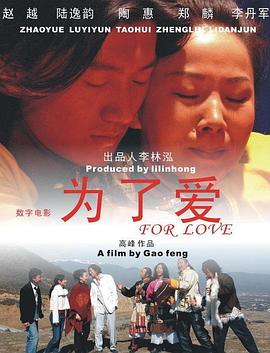 赵越 陆逸韵 陶惠 郑麟 李丹军
ZHAOYUE LUYIYUN TAOHUI ZHENGLIN LIDANJUN
出品人李林泓
Produced by lilinhong
为了爱
数字电影
FOR LOVE
高峰 作品
A film by Gao feng